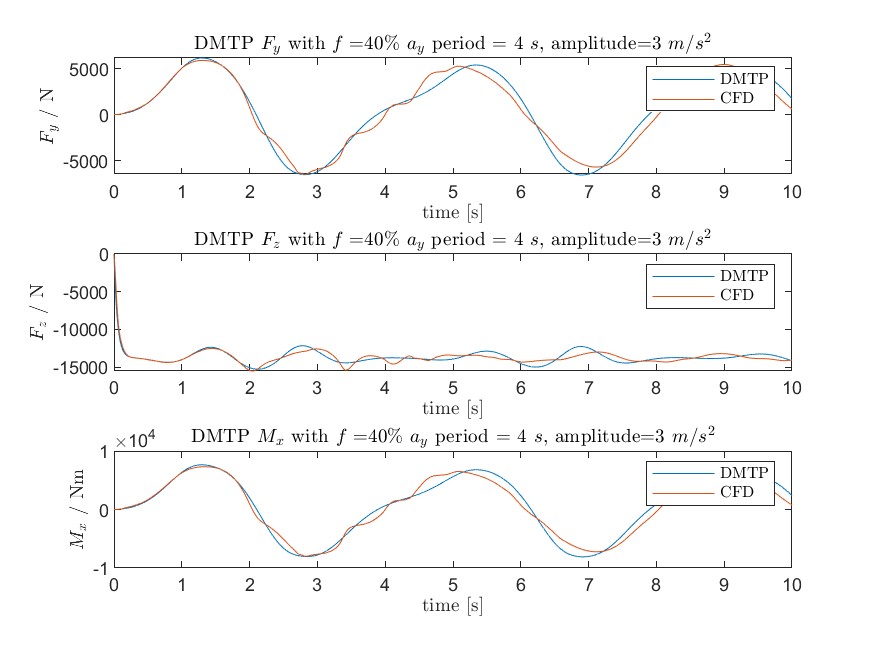 DMTP F_y with f =40% a_y period = 4 s, amplitude=3 m/s^2
5000
0
-5000
F_y / N
DMTP
CFD
0 1 2 3 4 5 6 7 8 9 10
time [s]
DMTP F_z with f =40% a_y period = 4 s, amplitude=3 m/s^2
0
-5000
-10000
-15000
F_z / N
DMTP
CFD
0 1 2 3 4 5 6 7 8 9 10
time [s]
DMTP M_x with f =40% a_y period = 4 s, amplitude=3 m/s^2
×10^4
1
0
-1
M_x / Nm
DMTP
CFD
0 1 2 3 4 5 6 7 8 9 10
time [s]